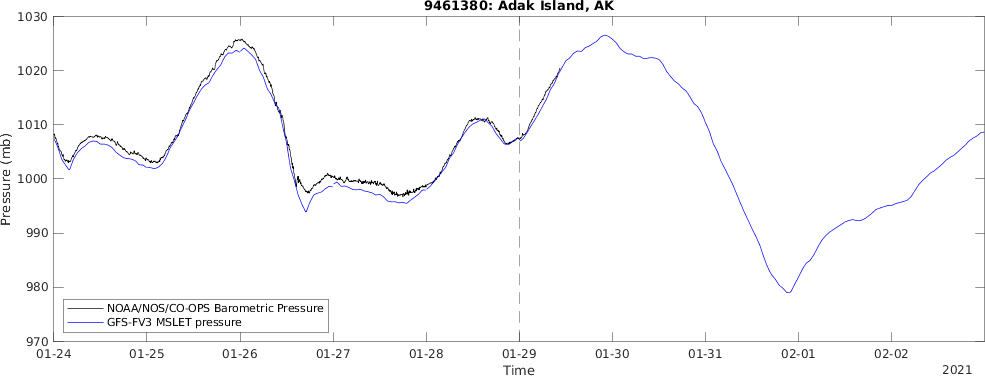 9461380: Adak Island, AK
1030
1020
1010
1000
990
980
970
Pressure (mb)
NOAA/NOS/CO-OPS Barometric Pressure
GFS-FV3 MSLET pressure
01-24 01-25 01-26 01-27 01-28 01-29 01-30 01-31 02-01 02-02
Time
2021